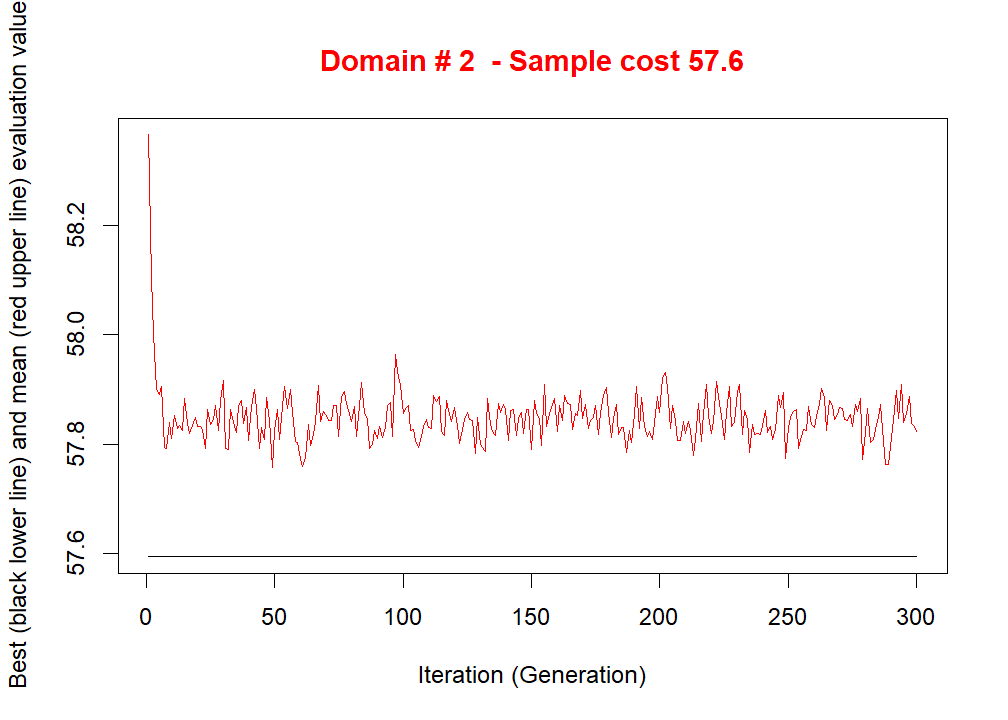 Domain # 2  - Sample cost 57.6
Best (black lower line) and mean (red upper line) evaluation value
58.2
58.0
57.8
57.6
0 50 100 150 200 250 300
Iteration (Generation)